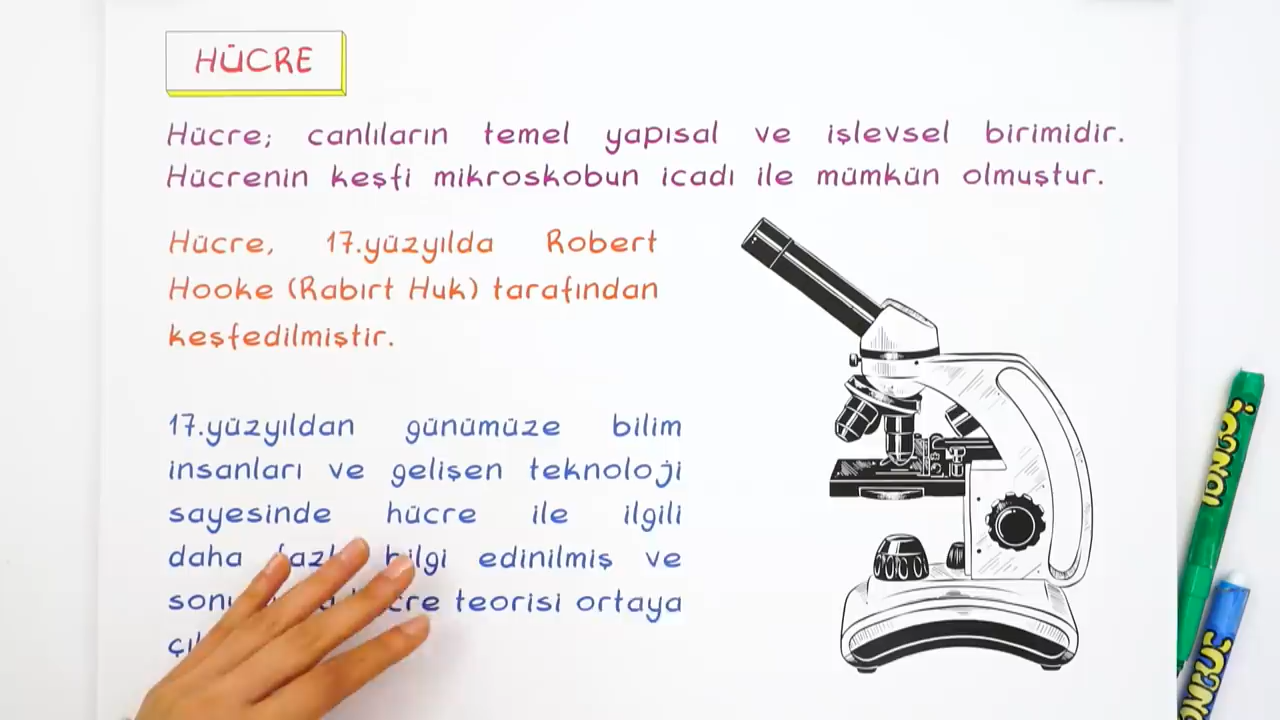 HÜCRE
Hücre; canlıların temel yapısal ve işlevsel birimidir.
Hücrenin keşfi mikroskobun icadı ile mümkün olmuştur.
Hücre, 17.yüzyılda Robert
Hooke (Rabırt Huk) tarafından
keşfedilmiştir.
17.yüzyıldan günümüze bilim
insanları ve gelişen teknoloji
sayesinde hücre ile ilgili
daha bilgi edinilmiş ve
teorisi ortaya
TONGUÇ
TONGUÇ